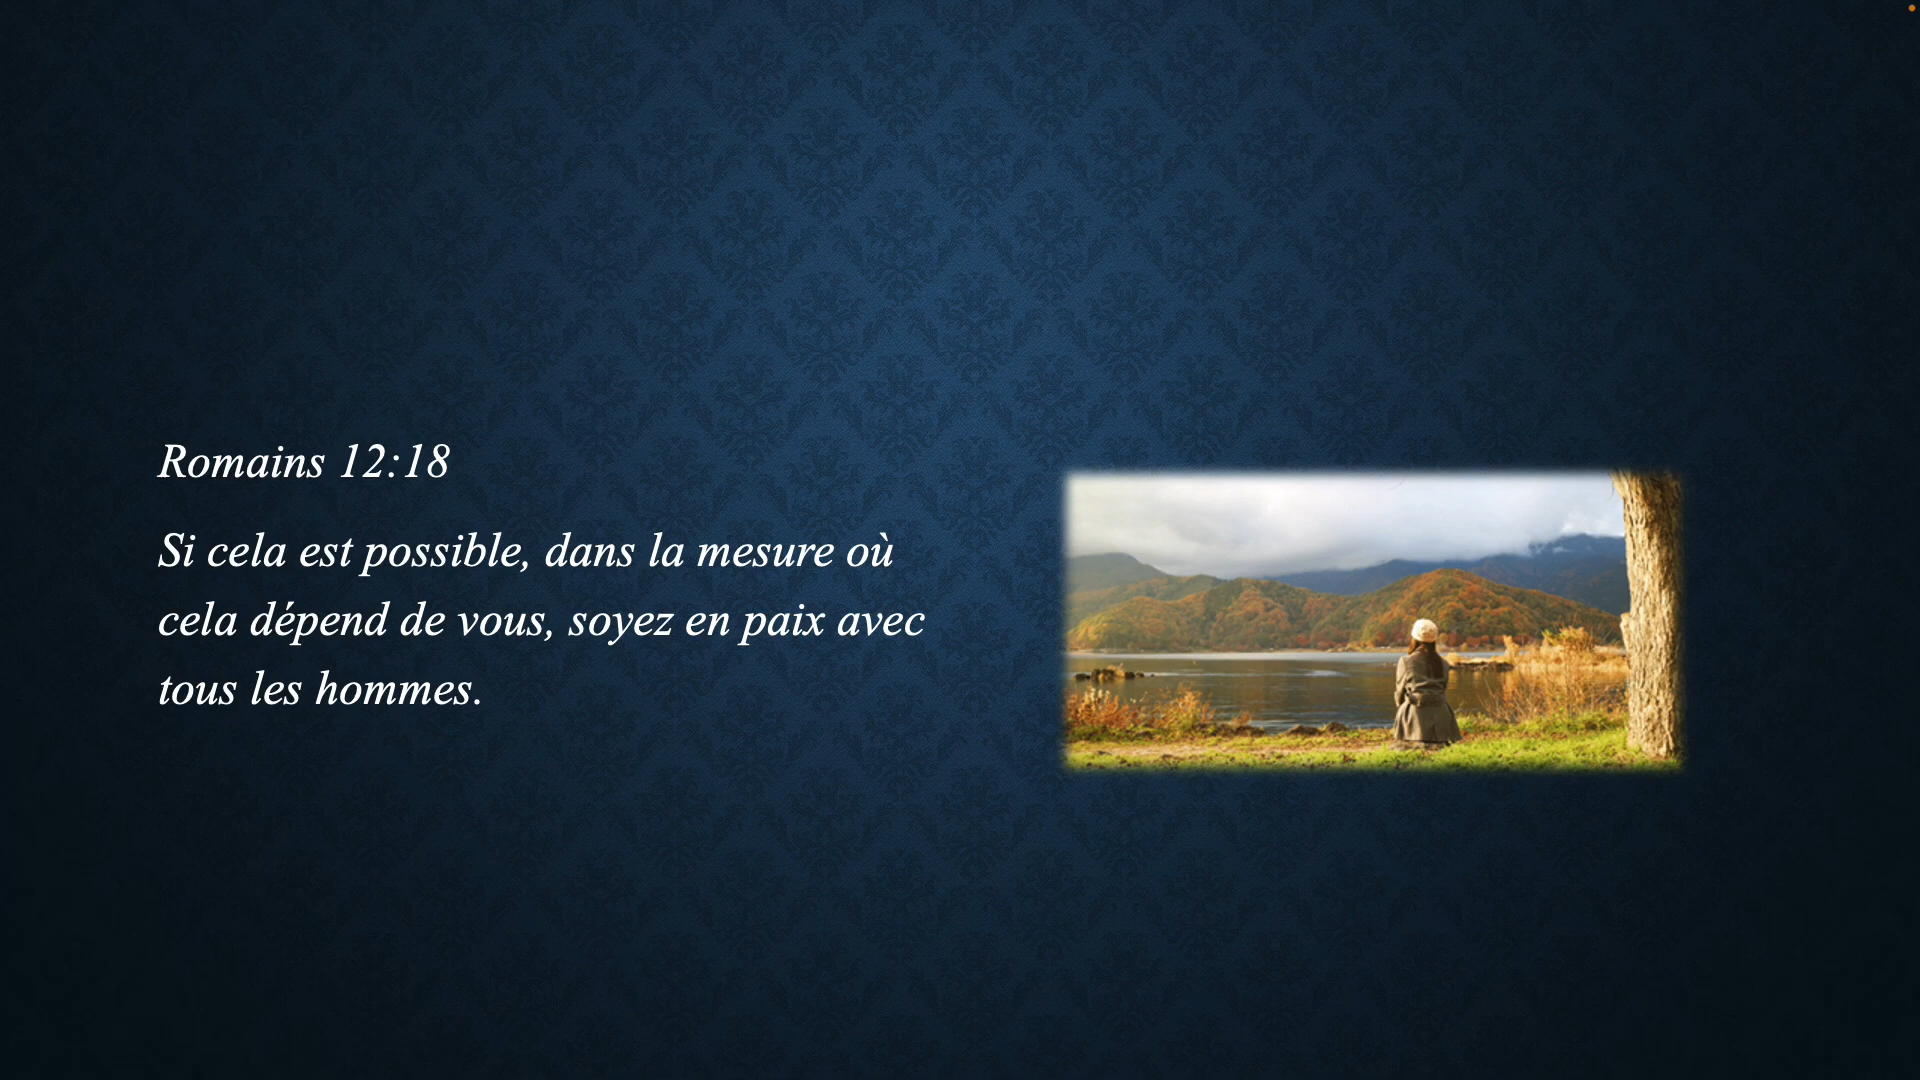 Romains 12:18
Si cela est possible, dans la mesure où
cela dépend de vous, soyez en paix avec
tous les hommes.